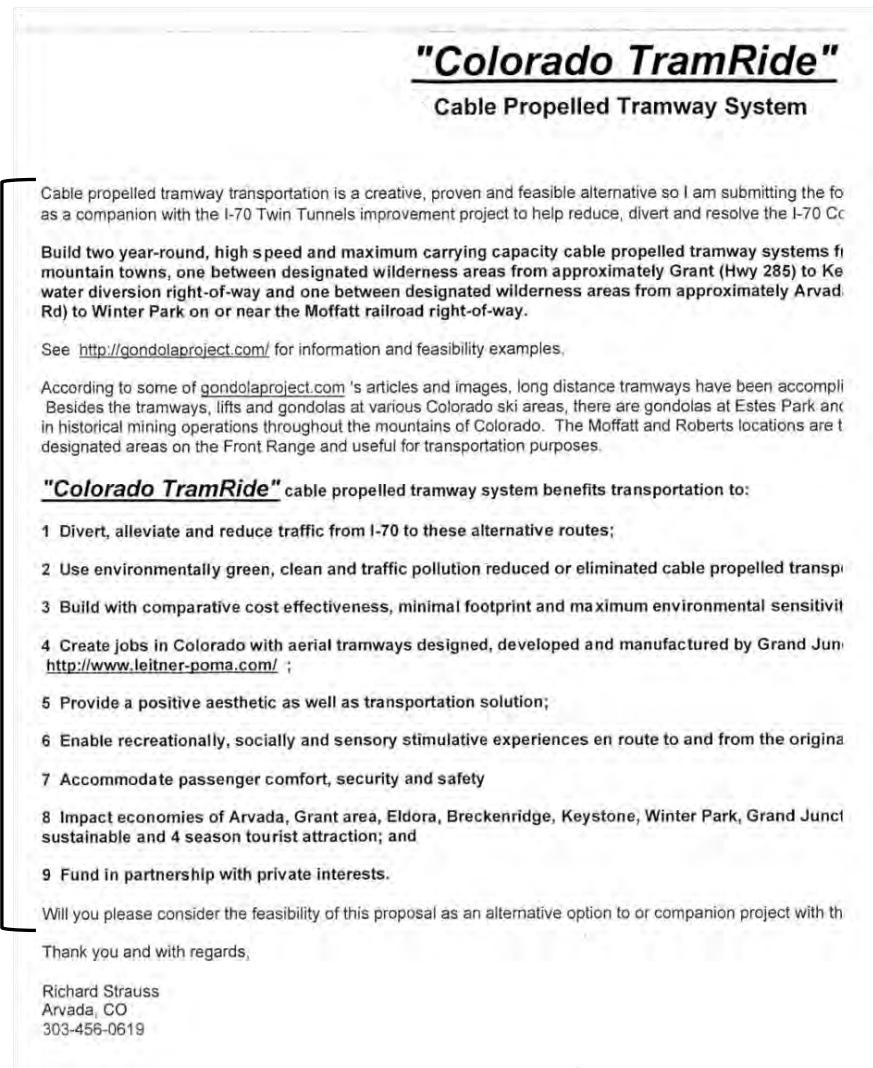 "Colorado TramRide"
Cable Propelled Tramway System
Cable propelled tramway transportation is a creative, proven and feasible alternative so I am submitting the fo
as a companion with the I-70 Twin Tunnels improvement project to help reduce, divert and resolve the I-70 Co
Build two year-round, high speed and maximum carrying capacity cable propelled tramway systems fr
mountain towns, one between designated wilderness areas from approximately Grant (Hwy 285) to Ke
water diversion right-of-way and one between designated wilderness areas from approximately Arvad
Rd) to Winter Park on or near the Moffatt railroad right-of-way.
See http://gondolaproject.com/ for information and feasibility examples.
According to some of gondolaproject.com 's articles and images, long distance tramways have been accompli
Besides the tramways, lifts and gondolas at various Colorado ski areas, there are gondolas at Estes Park and
in historical mining operations throughout the mountains of Colorado. The Moffatt and Roberts locations are t
designated areas on the Front Range and useful for transportation purposes.
"Colorado TramRide" cable propelled tramway system benefits transportation to:
1 Divert, alleviate and reduce traffic from I-70 to these alternative routes;
2 Use environmentally green, clean and traffic pollution reduced or eliminated cable propelled transp
3 Build with comparative cost effectiveness, minimal footprint and maximum environmental sensitivit
4 Create jobs in Colorado with aerial tramways designed, developed and manufactured by Grand Jun
http://www.leitner-poma.com/ ;
5 Provide a positive aesthetic as well as transportation solution;
6 Enable recreationally, socially and sensory stimulative experiences en route to and from the origina
7 Accommodate passenger comfort, security and safety
8 Impact economies of Arvada, Grant area, Eldora, Breckenridge, Keystone, Winter Park, Grand Junct
sustainable and 4 season tourist attraction; and
9 Fund in partnership with private interests.
Will you please consider the feasibility of this proposal as an alternative option to or companion project with th
Thank you and with regards,
Richard Strauss
Arvada, CO
303-456-0619